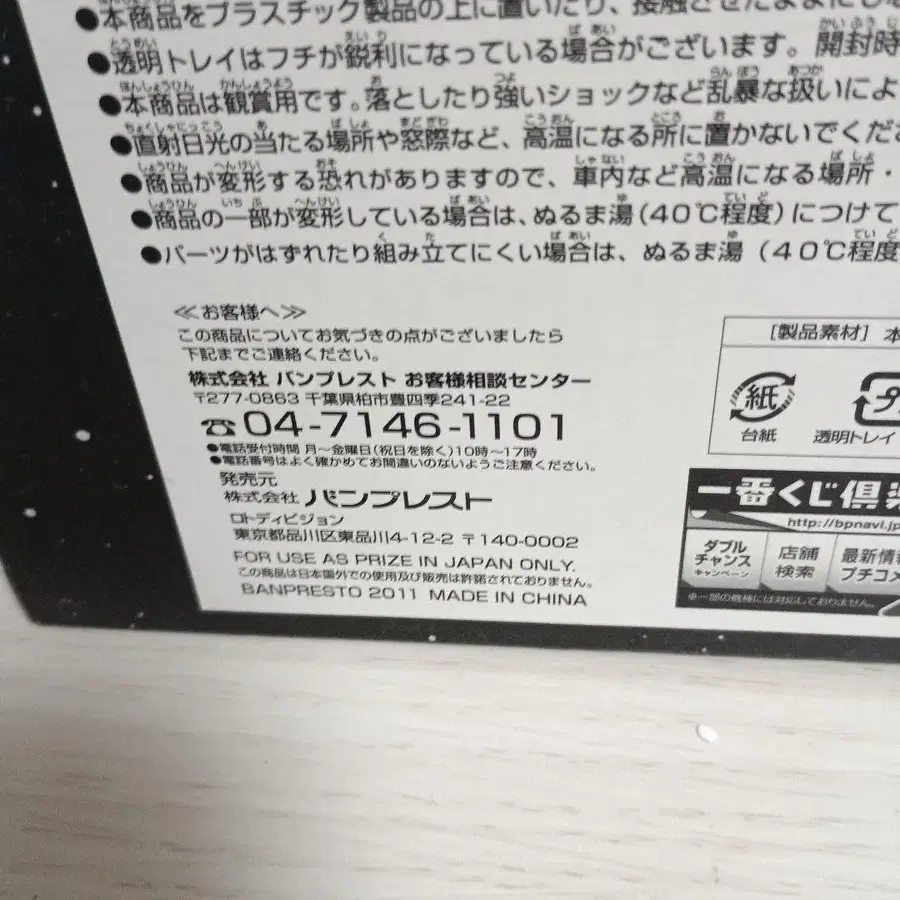 ●本商品をプラスチック製品の上に置いたり、接触させたままにしな
●透明トレイはフチが鋭利になっている場合がございます。開封時
●本商品は観賞用です。落としたり強いショックなど乱暴な扱いによ
●直射日光の当たる場所や窓際など、高温になる所に置かないでくださ
●商品が変形する恐れがありますので、車内など高温になる場所・
●商品の一部が変形している場合は、ぬるま湯(40℃程度)につけて
●パーツがはずれたり組み立てにくい場合は、ぬるま湯(40℃程度
≪お客様へ≫
この商品についてお気づきの点がございましたら
下記までご連絡ください。
株式会社 バンプレスト お客様相談センター
〒277-0863 千葉県柏市豊四季241-22
☎04-7146-1101
●電話受付時間 月〜金曜日(祝日を除く)10時〜17時
●電話番号はよく確かめてお間違いのないようご注意ください。
発売元
株式会社 バンプレスト
ロトディビジョン
東京都品川区東品川4-12-2 〒140-0002
FOR USE AS PRIZE IN JAPAN ONLY.
この商品は日本国外での使用及び販売は許諾されておりません。
BANPRESTO 2011 MADE IN CHINA
[製品素材] 本
紙
台紙
プ
透明トレイ
一番くじ倶楽
http://bpnavi.jp
ダブル
チャンス
キャンペーン
店舗
検索
最新情報
プチコメ
※一部の機種には対応しておりません。